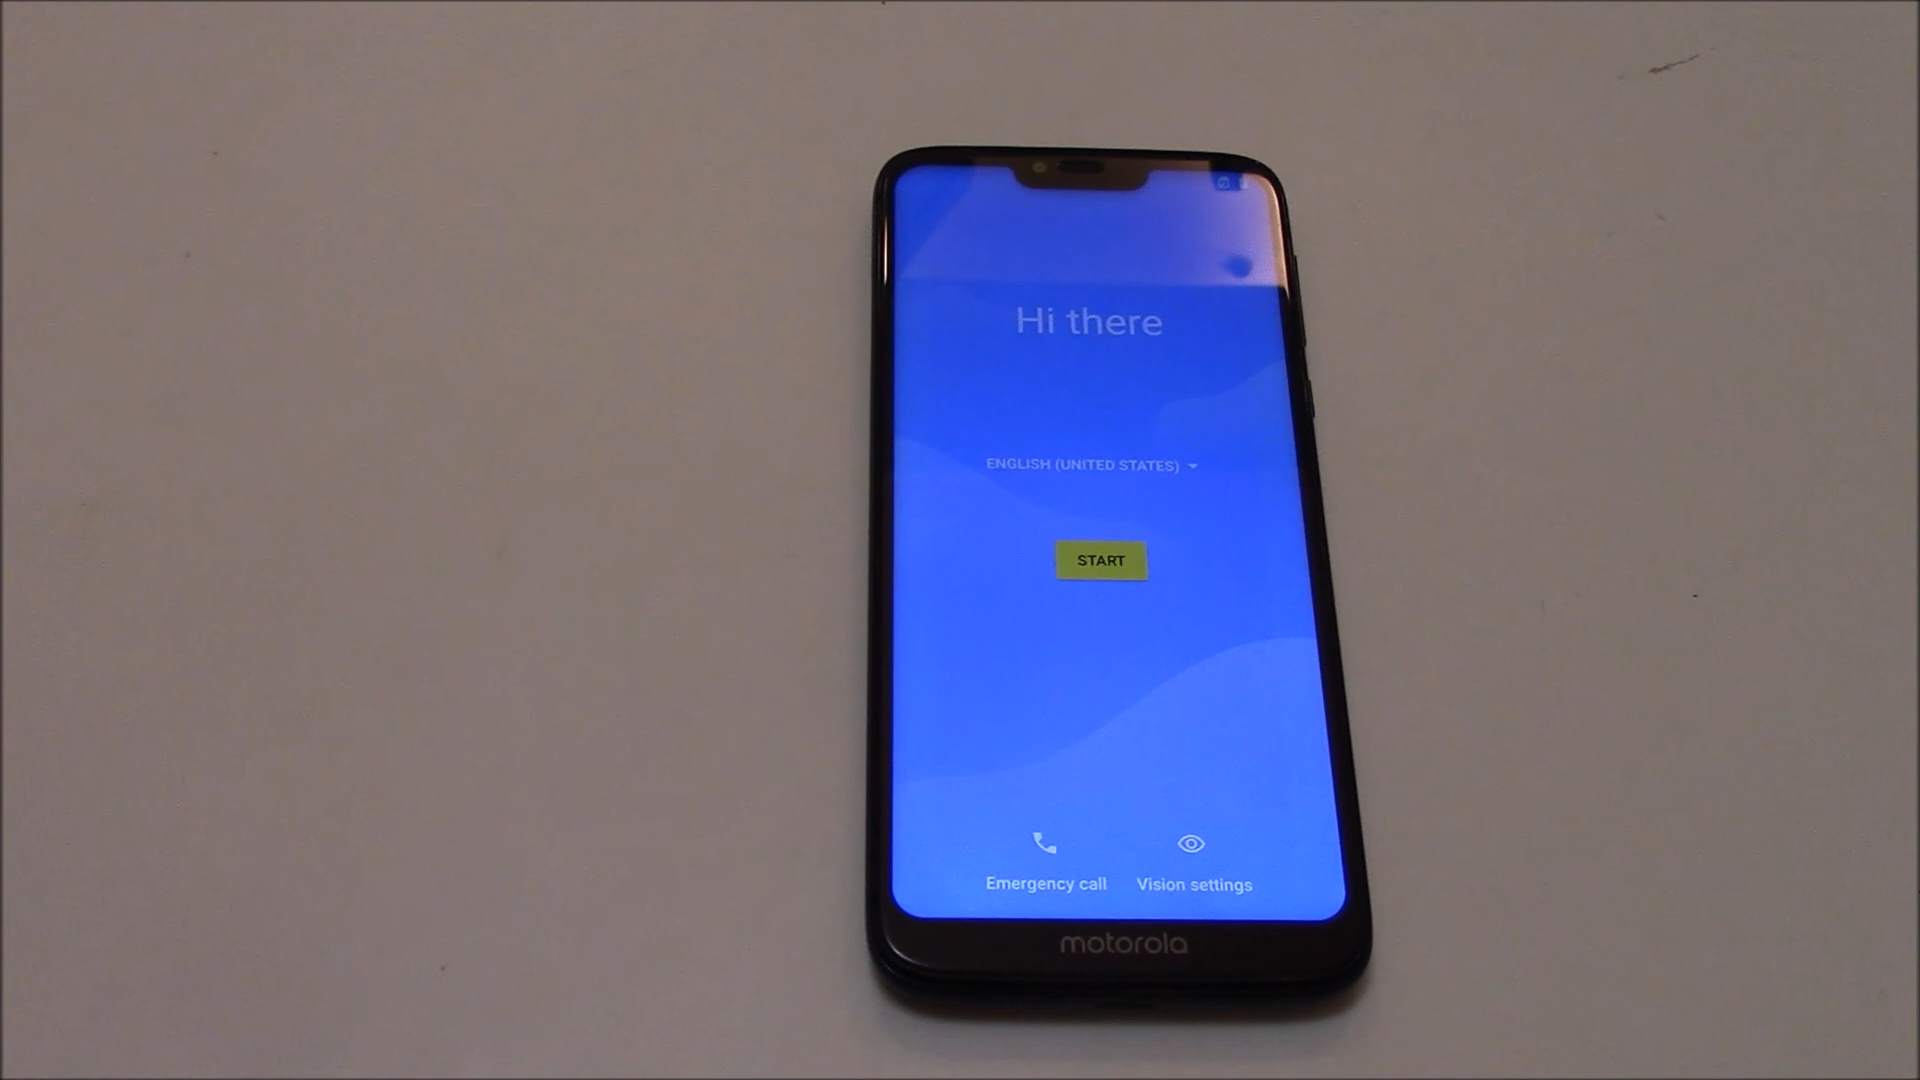 Hi there
ENGLISH (UNITED STATES)
START
Emergency call
Vision settings
motorola